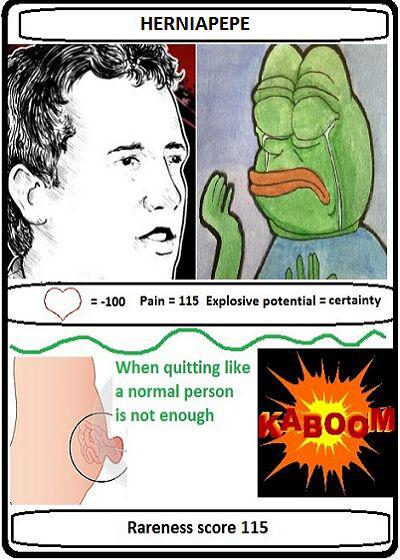 HERNIAPEPE
= -100 Pain = 115 Explosive potential = certainty
When quitting like
a normal person
is not enough
KABOOM
Rareness score 115